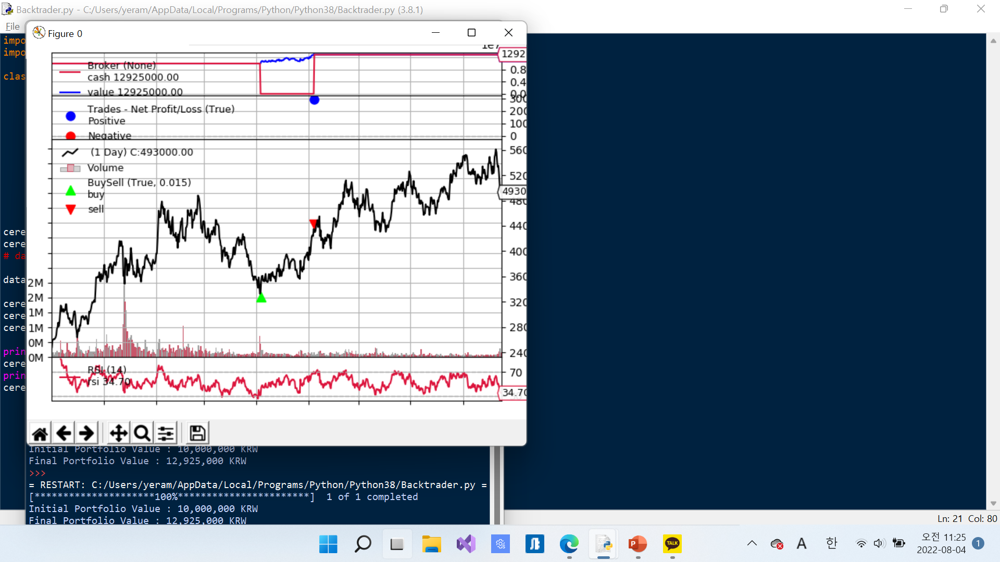 Backtrader.py - C:/Users/yeram/AppData/Local/Programs/Python/Python38/Backtrader.py (3.8.1)
File
Figure 0
impo
impo
clas
cere
cere
# da
data
cere
cere
cere
prin
cere
prin
cere
1e7
1292
Broker (None)
cash 12925000.00
value 12925000.00
0.8
0.4
0.0
Trades - Net Profit/Loss (True)
Positive
Negative
300
200
100
0
(1 Day) C:493000.00
Volume
BuySell (True, 0.015)
buy
sell
560
520
4930
480
440
400
360
320
280
240
2M
2M
1M
1M
0M
0M
RSI (14)
rsi 34.70
70
34.70
Initial Portfolio Value : 10,000,000 KRW
Final Portfolio Value : 12,925,000 KRW
>>>
= RESTART: C:/Users/yeram/AppData/Local/Programs/Python/Python38/Backtrader.py =
[*********************100%***********************]  1 of 1 completed
Initial Portfolio Value : 10,000,000 KRW
Final Portfolio Value : 12,925,000 KRW
Ln: 21 Col: 80
P
TALK
A
한
오전 11:25
2022-08-04
1